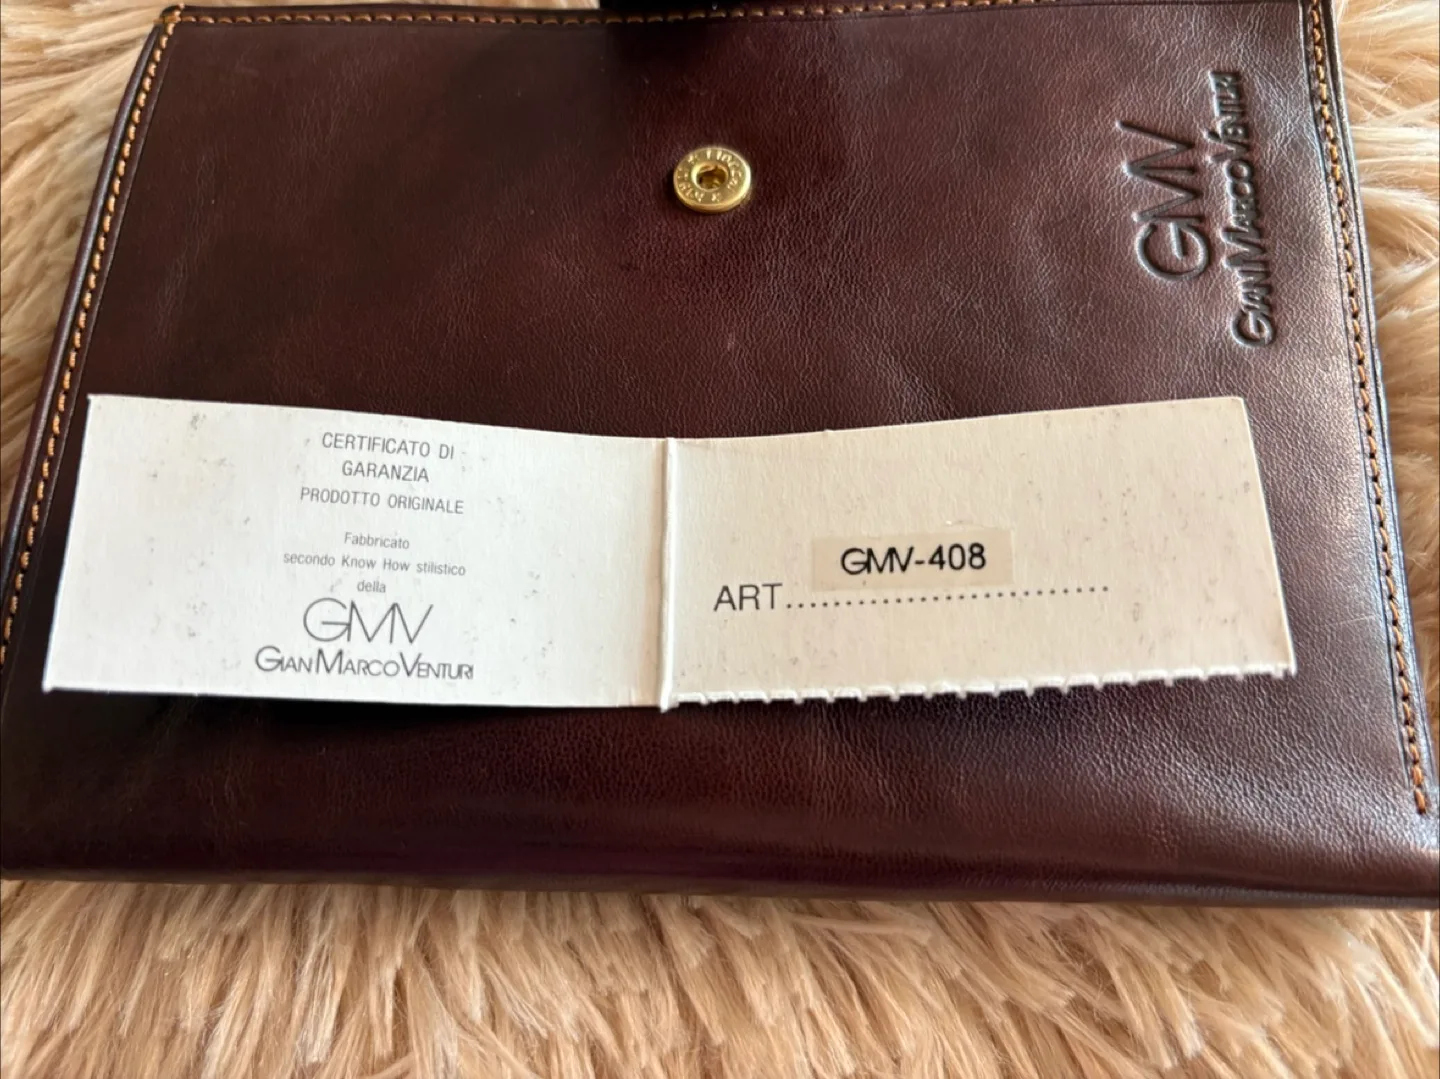 GMV
GIANMARCOVENTURI
CERTIFICATO DI
GARANZIA
PRODOTTO ORIGINALE
Fabbricato
secondo Know How stilistico
della
GMV
GIANMARCOVENTURI
GMV-408
ART...........................